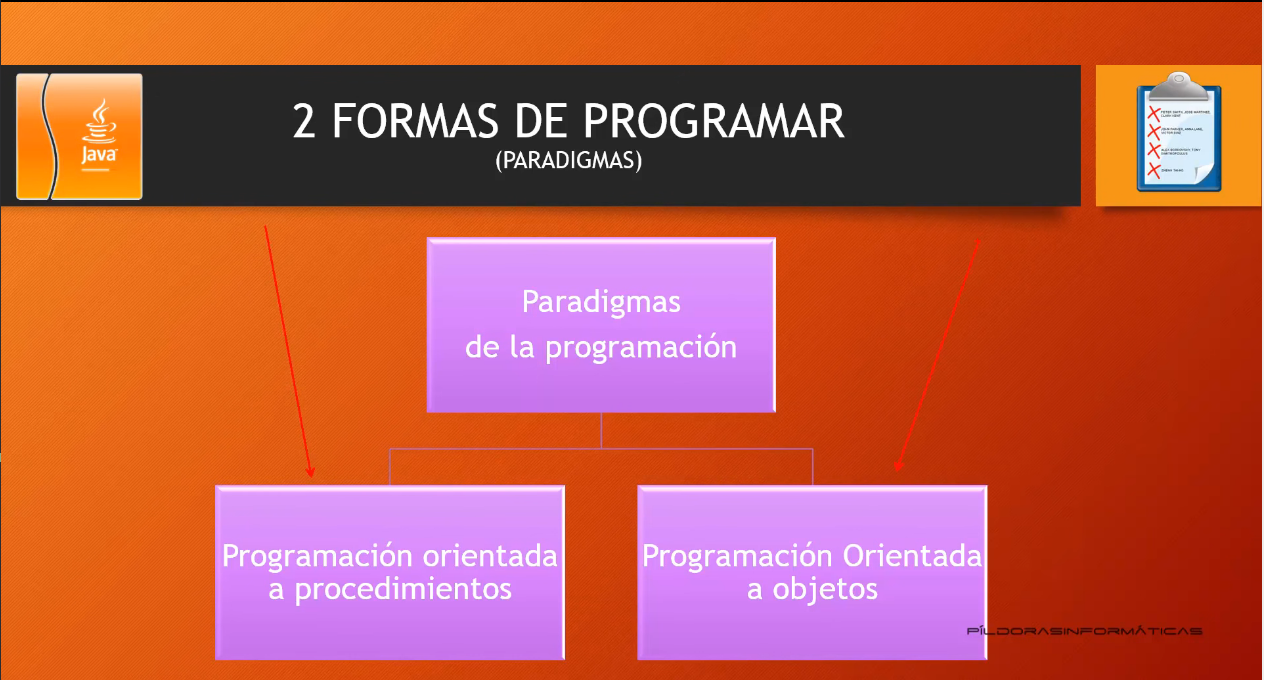 2 FORMAS DE PROGRAMAR
(PARADIGMAS)
Java
Paradigmas
de la programación
Programación orientada
a procedimientos
Programación Orientada
a objetos
PÍLDORASINFORMÁTICAS